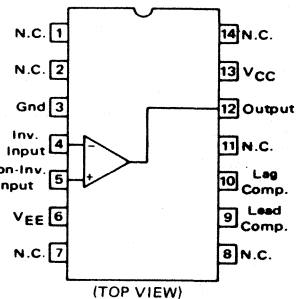 N.C. 1
N.C. 2
Gnd 3
Inv.
Input 4
on-Inv.
nput 5
VEE 6
N.C. 7
14 N.C.
13 VCC
12 Output
11 N.C.
10 Lag
Comp.
9 Lead
Comp.
8 N.C.
− 
+
(TOP VIEW)